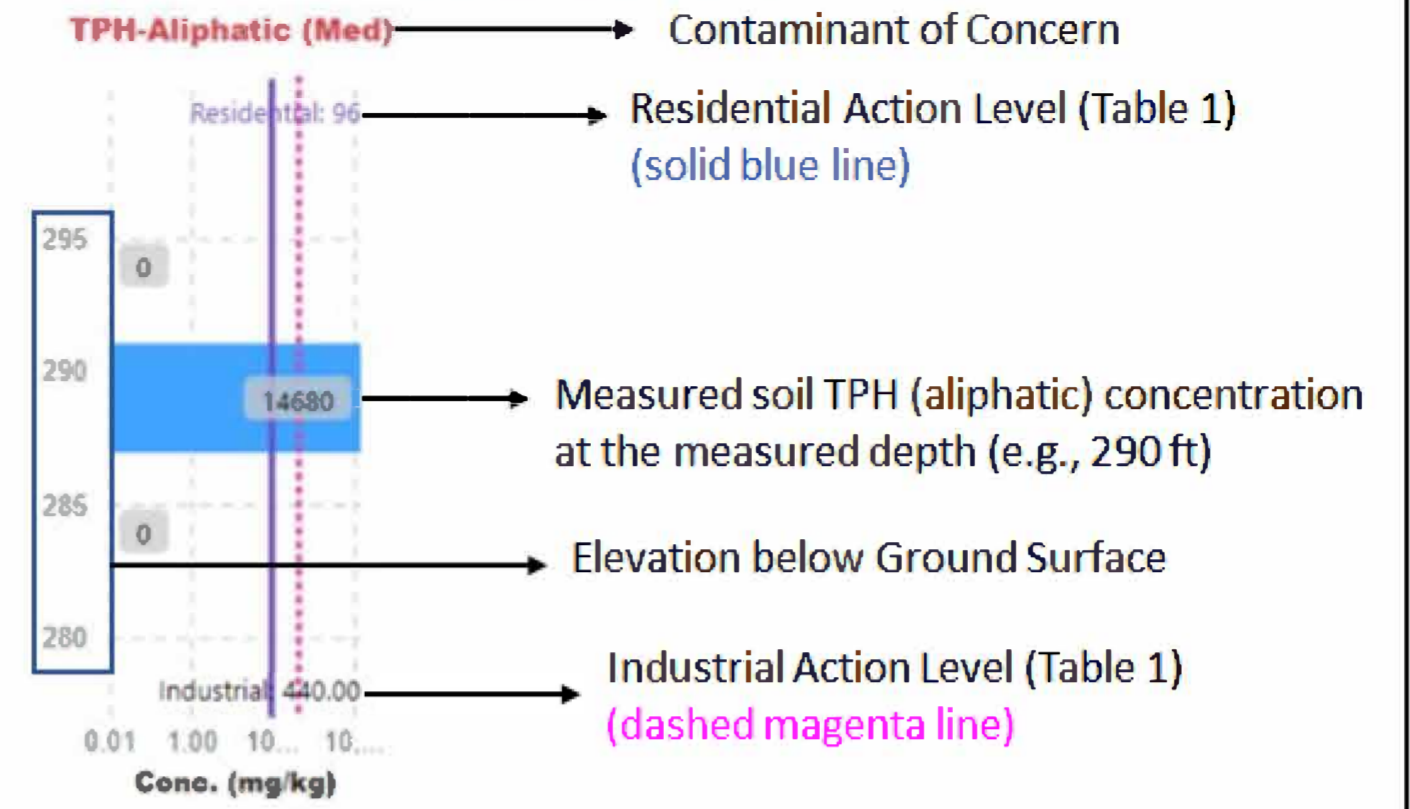 TPH-Aliphatic (Med)
Contaminant of Concern
Residential: 96
Residential Action Level (Table 1)
(solid blue line)
295
0
290
14680
Measured soil TPH (aliphatic) concentration
at the measured depth (e.g., 290 ft)
285
0
Elevation below Ground Surface
280
Industrial: 440.00
Industrial Action Level (Table 1)
(dashed magenta line)
0.01 1.00 10... 10....
Conc. (mg/kg)